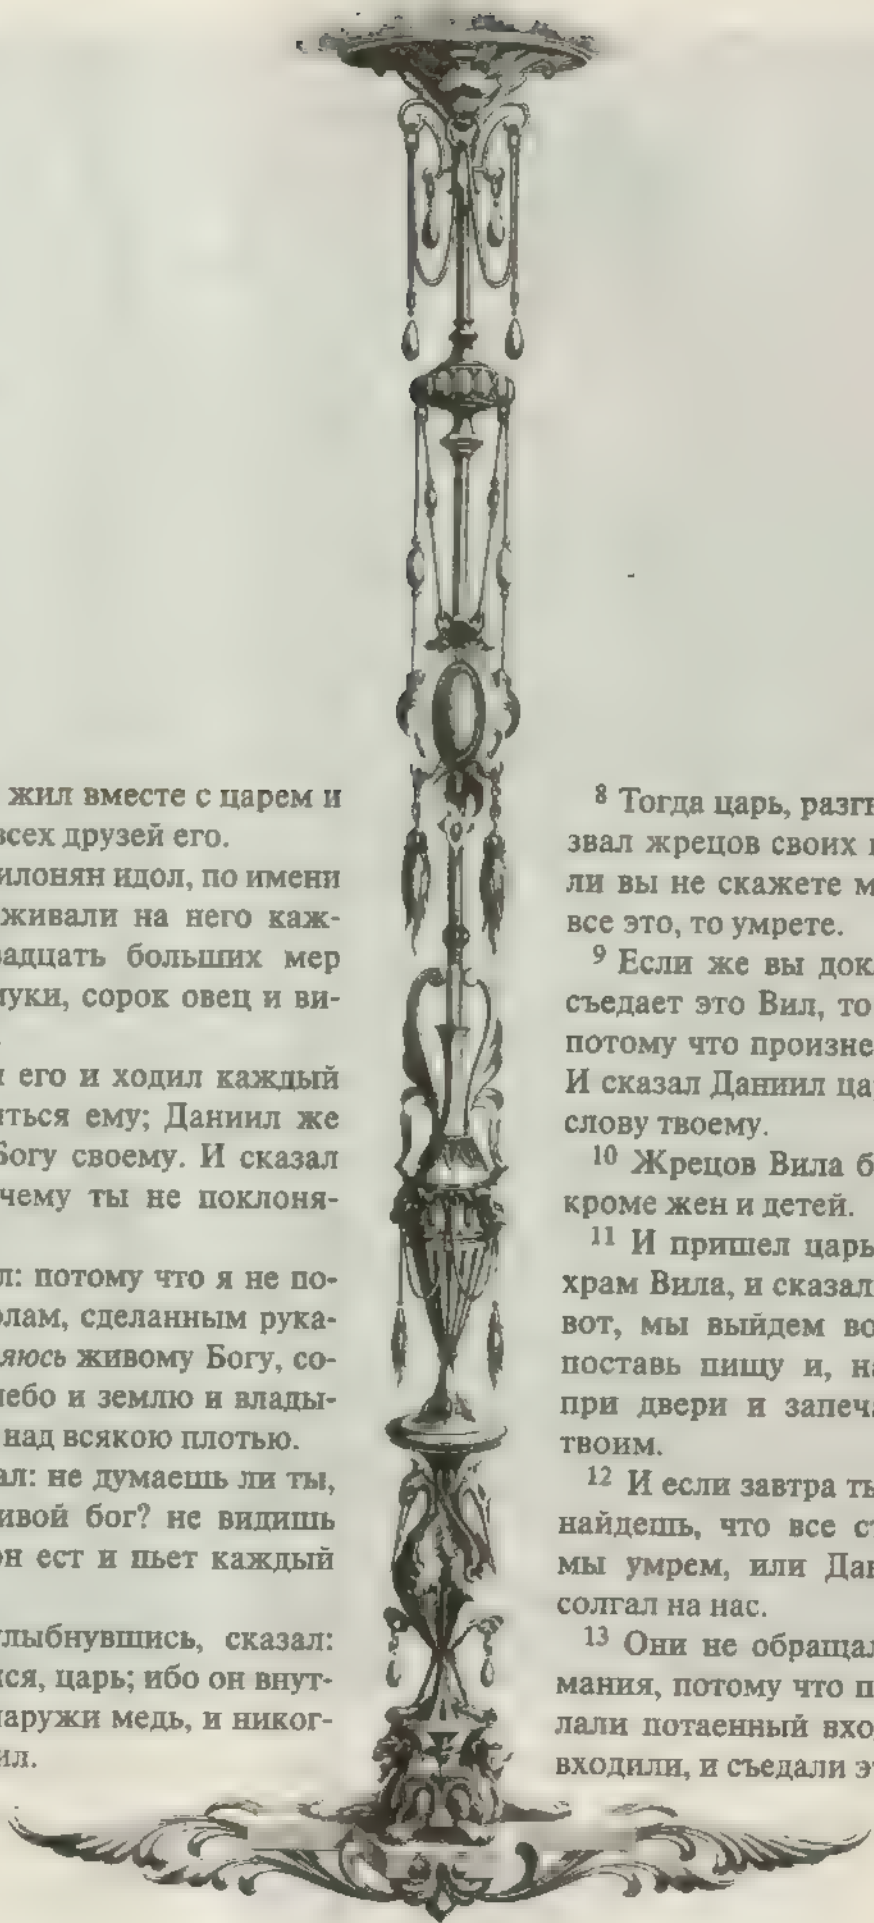 жил вместе с царем и
всех друзей его.
илонян идол, по имени
живали на него каж-
адцать больших мер
муки, сорок овец и ви-
и его и ходил каждый
яться ему; Даниил же
Богу своему. И сказал
чему ты не поклоня-
л: потому что я не по-
олам, сделанным рука-
яюсь живому Богу, со-
небо и землю и влады-
над всякою плотью.
ал: не думаешь ли ты,
ивой бог? не видишь
он ест и пьет каждый
улыбнувшись, сказал:
йся, царь; ибо он внут-
наружи медь, и никог-
ил.
8 Тогда царь, разгн
звал жрецов своих и
ли вы не скажете м
все это, то умрете.
9 Если же вы дока
съедает это Вил, то
потому что произне
И сказал Даниил ца
слову твоему.
10 Жрецов Вила б
кроме жен и детей.
11 И пришел царь
храм Вила, и сказал
вот, мы выйдем во
поставь пищу и, на
при двери и запеча
твоим.
12 И если завтра ты
найдешь, что все съ
мы умрем, или Дан
солгал на нас.
13 Они не обращал
мания, потому что п
лали потаенный вхо
входили, и съедали э